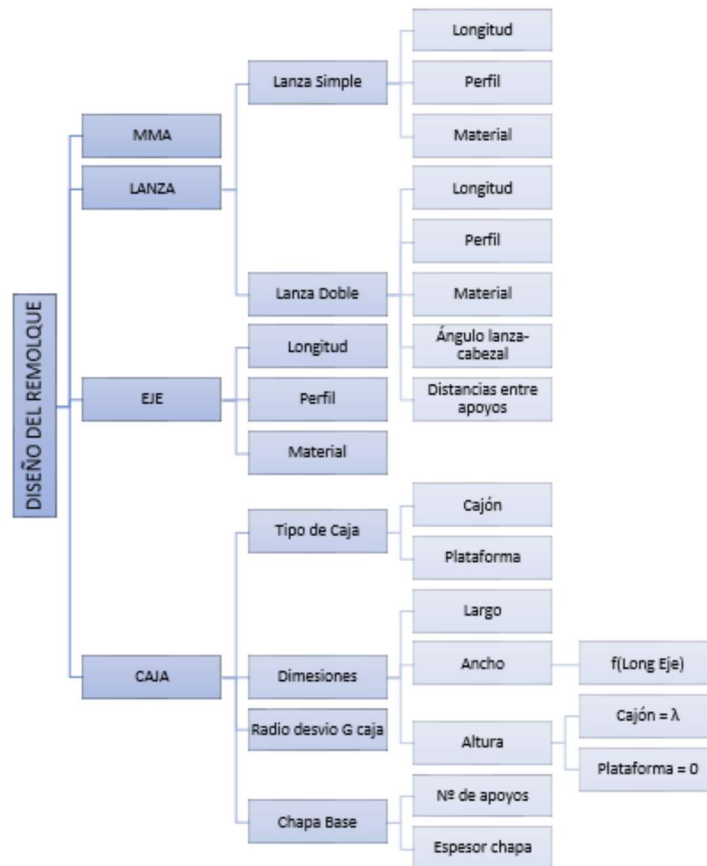 DISEÑO DEL REMOLQUE
MMA
LANZA
Lanza Simple
Longitud
Perfil
Material
Lanza Doble
Longitud
Perfil
Material
Ángulo lanza-
cabezal
Distancias entre
apoyos
EJE
Longitud
Perfil
Material
CAJA
Tipo de Caja
Cajón
Plataforma
Dimesiones
Largo
Ancho
f(Long Eje)
Altura
Cajón = λ
Plataforma = 0
Radio desvio G caja
Chapa Base
Nº de apoyos
Espesor chapa